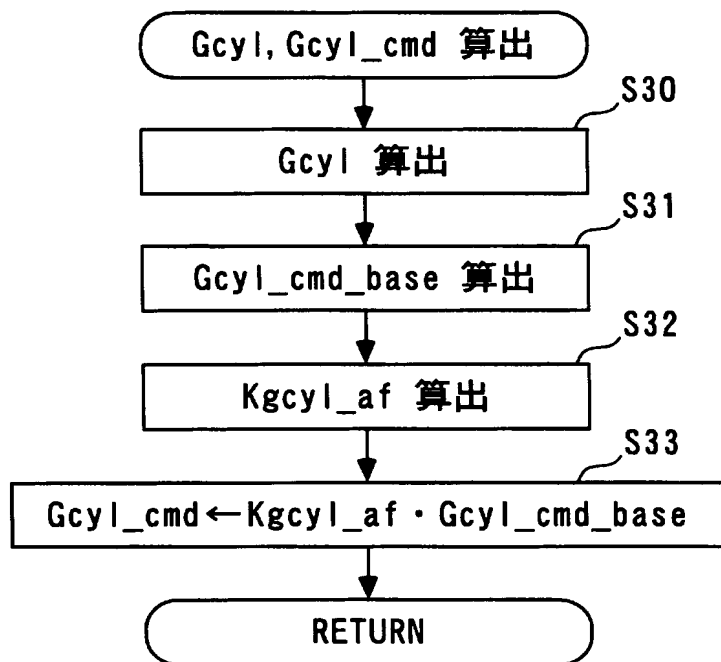 Gcyl,Gcyl_cmd 算出
S30
Gcyl 算出
S31
Gcyl_cmd_base 算出
S32
Kgcyl_af 算出
S33
Gcyl_cmd←Kgcyl_af・Gcyl_cmd_base
RETURN